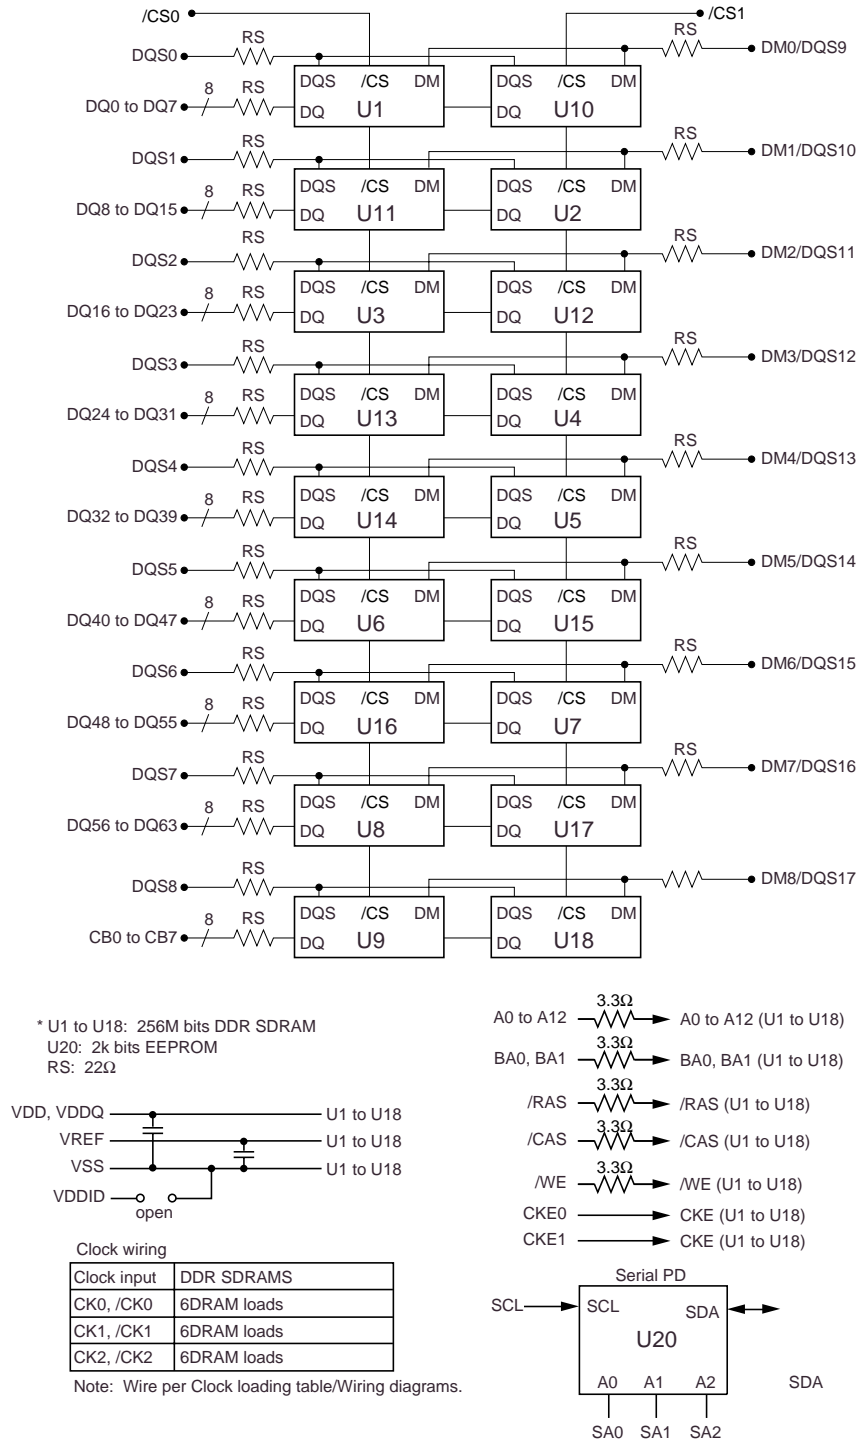 /CS0 /CS1
RS RS
DQS0 DM0/DQS9
DQS /CS DM DQS /CS DM
8 RS
DQ0 to DQ7 DQ U1 DQ U10
RS RS
DQS1 DM1/DQS10
DQS /CS DM DQS /CS DM
8 RS
DQ8 to DQ15 DQ U11 DQ U2
RS RS
DQS2 DM2/DQS11
DQS /CS DM DQS /CS DM
8 RS
DQ16 to DQ23 DQ U3 DQ U12
RS RS
DQS3 DM3/DQS12
DQS /CS DM DQS /CS DM
8 RS
DQ24 to DQ31 DQ U13 DQ U4
RS RS
DQS4 DM4/DQS13
DQS /CS DM DQS /CS DM
8 RS
DQ32 to DQ39 DQ U14 DQ U5
RS RS
DQS5 DM5/DQS14
DQS /CS DM DQS /CS DM
8 RS
DQ40 to DQ47 DQ U6 DQ U15
RS RS
DQS6 DM6/DQS15
DQS /CS DM DQS /CS DM
8 RS
DQ48 to DQ55 DQ U16 DQ U7
RS RS
DQS7 DM7/DQS16
DQS /CS DM DQS /CS DM
8 RS
DQ56 to DQ63 DQ U8 DQ U17
RS
DQS8 DM8/DQS17
DQS /CS DM DQS /CS DM
8 RS
CB0 to CB7 DQ U9 DQ U18
* U1 to U18: 256M bits DDR SDRAM
U20: 2k bits EEPROM
RS: 22Ω
VDD, VDDQ U1 to U18
VREF U1 to U18
VSS U1 to U18
VDDID
open
Clock wiring
Clock input DDR SDRAMS
CK0, /CK0 6DRAM loads
CK1, /CK1 6DRAM loads
CK2, /CK2 6DRAM loads
Note: Wire per Clock loading table/Wiring diagrams.
3.3Ω
A0 to A12 A0 to A12 (U1 to U18)
3.3Ω
BA0, BA1 BA0, BA1 (U1 to U18)
3.3Ω
/RAS /RAS (U1 to U18)
3.3Ω
/CAS /CAS (U1 to U18)
3.3Ω
/WE /WE (U1 to U18)
CKE0 CKE (U1 to U18)
CKE1 CKE (U1 to U18)
Serial PD
SCL SCL SDA
U20
A0 A1 A2 SDA
SA0 SA1 SA2